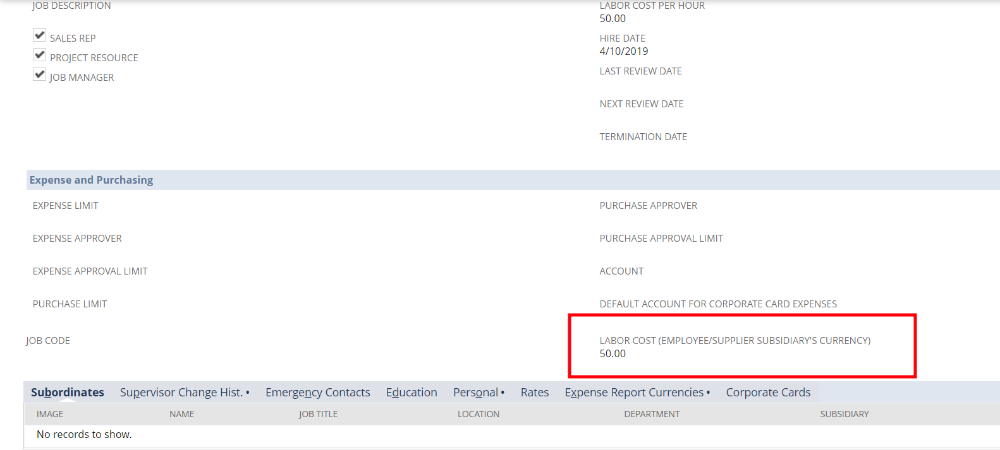 JOB DESCRIPTION
SALES REP
PROJECT RESOURCE
JOB MANAGER
LABOR COST PER HOUR
50.00
HIRE DATE
4/10/2019
LAST REVIEW DATE
NEXT REVIEW DATE
TERMINATION DATE
Expense and Purchasing
EXPENSE LIMIT
EXPENSE APPROVER
EXPENSE APPROVAL LIMIT
PURCHASE LIMIT
PURCHASE APPROVER
PURCHASE APPROVAL LIMIT
ACCOUNT
DEFAULT ACCOUNT FOR CORPORATE CARD EXPENSES
JOB CODE
LABOR COST (EMPLOYEE/SUPPLIER SUBSIDIARY'S CURRENCY)
50.00
Subordinates Supervisor Change Hist. • Emergency Contacts Education Personal • Rates Expense Report Currencies • Corporate Cards
IMAGE NAME JOB TITLE LOCATION DEPARTMENT SUBSIDIARY
No records to show.